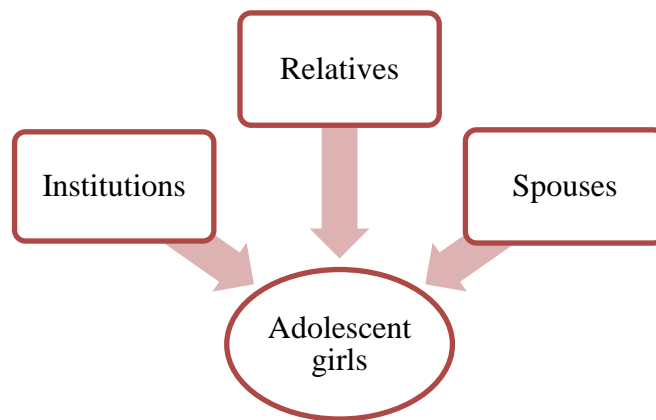 Relatives
Institutions
Spouses
Adolescent
girls